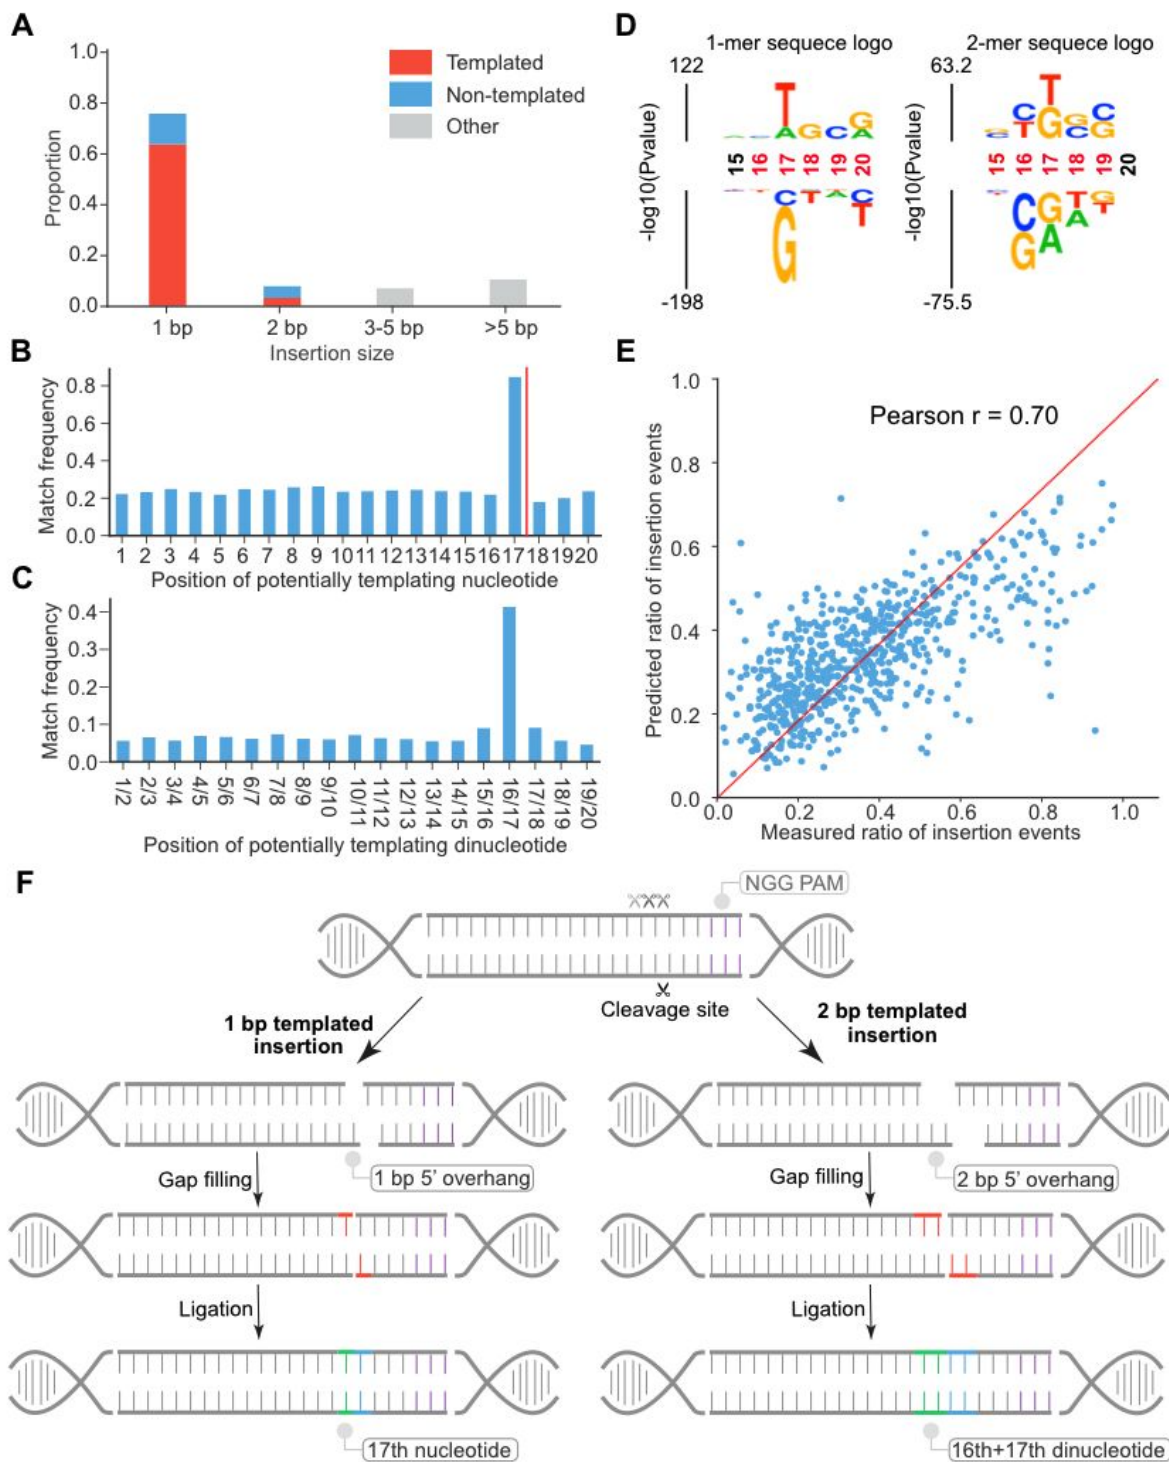 A
1.0
0.8
0.6
0.4
0.2
0.0
Proportion
Templated
Non-templated
Other
1 bp 2 bp 3-5 bp >5 bp
Insertion size
B
0.8
0.6
0.4
0.2
0.0
Match frequency
1 2 3 4 5 6 7 8 9 10 11 12 13 14 15 16 17 18 19 20
Position of potentially templating nucleotide
C
0.4
0.3
0.2
0.1
0.0
Match frequency
1/2 2/3 3/4 4/5 5/6 6/7 7/8 8/9 9/10 10/11 11/12 12/13 13/14 14/15 15/16 16/17 17/18 18/19 19/20
Position of potentially templating dinucleotide
D
1-mer sequece logo
122
-log10(Pvalue)
T
A G C G
A
15 16 17 18 19 20
C T A C
G T
-198
2-mer sequece logo
63.2
-log10(Pvalue)
T
C G G C
T C G
15 16 17 18 19 20
C G T G
G A A T
-75.5
E
1.0
0.8
0.6
0.4
0.2
0.0
Predicted ratio of insertion events
Pearson r = 0.70
0.0 0.2 0.4 0.6 0.8 1.0
Measured ratio of insertion events
F
NGG PAM
Cleavage site
1 bp templated
insertion
2 bp templated
insertion
Gap filling
1 bp 5' overhang
Gap filling
2 bp 5' overhang
Ligation
Ligation
17th nucleotide
16th+17th dinucleotide